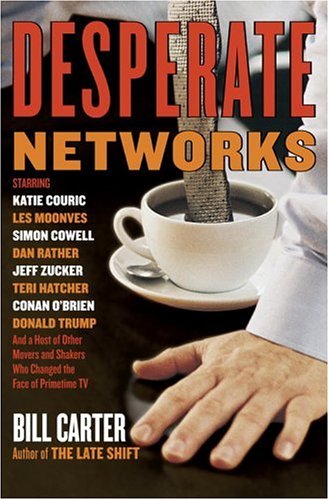 DESPERATE
NETWORKS
STARRING
KATIE COURIC
LES MOONVES
SIMON COWELL
DAN RATHER
JEFF ZUCKER
TERI HATCHER
CONAN O'BRIEN
DONALD TRUMP
And a Host of Other
Movers and Shakers
Who Changed the
Face of Primetime TV
BILL CARTER
Author of THE LATE SHIFT